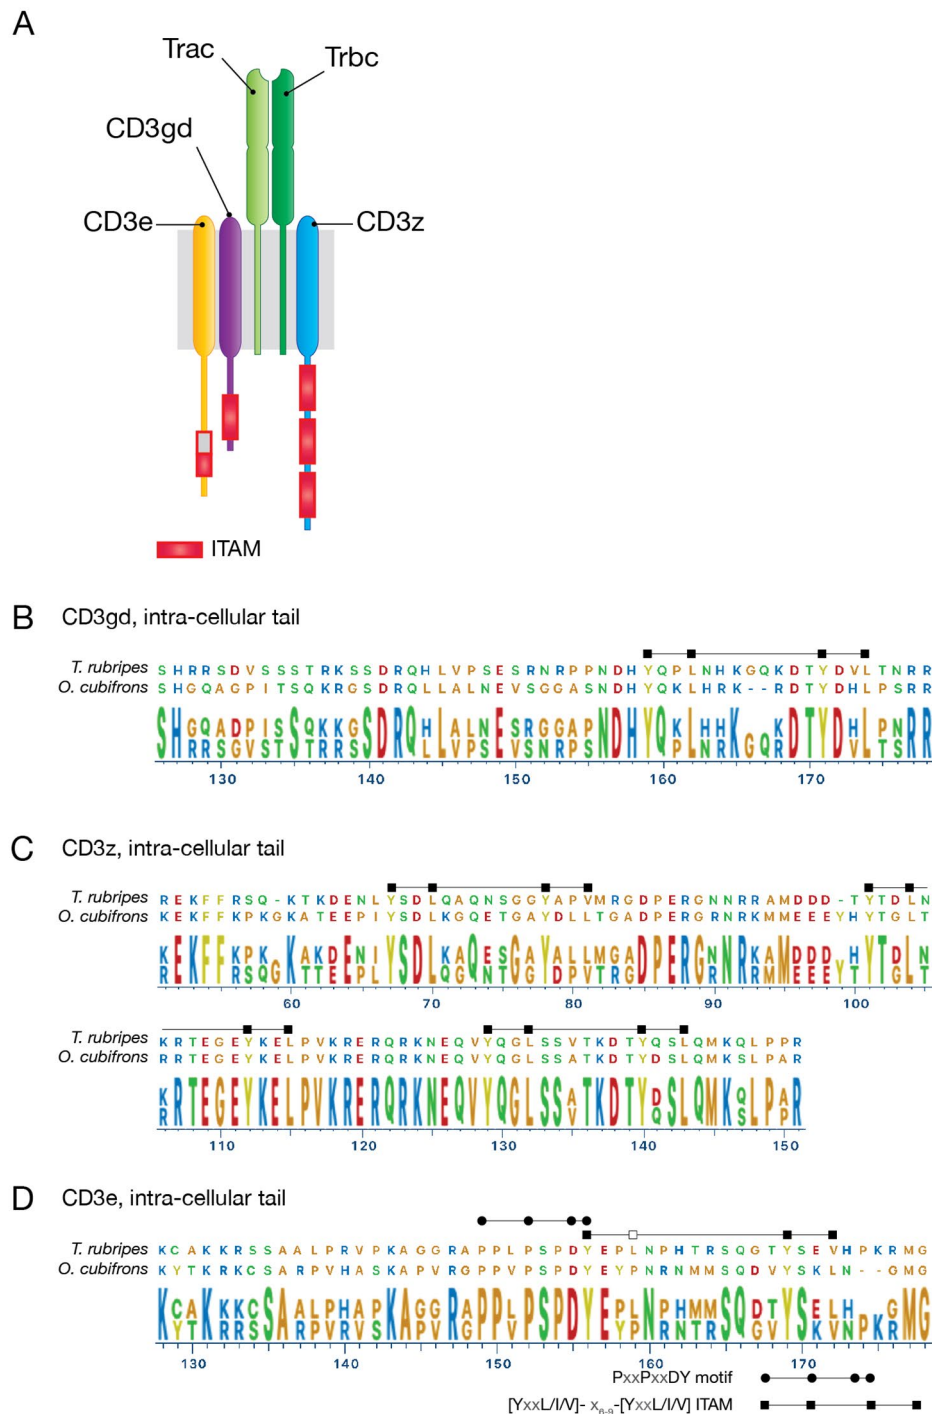 A
Trac
Trbc
CD3gd
CD3e
CD3z
ITAM
B CD3gd, intra-cellular tail
T. rubripes S H R R S D V S S S T R K S S D R Q H L V P S E S R N R P P N D H Y Q P L N H K G Q K D T Y D V L T N R R
O. cubifrons S H G Q A G P I T S Q K R G S D R Q L L A L N E V S G G A S N D H Y Q K L H R K - - R D T Y D H L P S R R
S H G Q A D P I S S Q K K G S D R Q H L A L N E S R G G A P N D H Y Q K L H H K G Q K D T Y D H L P N R R
R R S G V S T T R R S L V P V S N R P S P N R R V T S
130 140 150 160 170
C CD3z, intra-cellular tail
T. rubripes R E K F F R S Q - K T K D E N L Y S D L Q A Q N S G G Y A P V M R G D P E R G N N R R A M D D D - T Y T D L N
O. cubifrons K E K F F K P K G K A T E E P I Y S D L K G Q E T G A Y D L L T G A D P E R G R N R K M M E E E Y H Y T G L T
K E K F F K P K G K A K D E N I Y S D L K A Q E S G A Y A L L M G A D P E R G N N R K A M D D D Y H Y T D L N
R R S Q T T E P L Q G N T G D P V T R G R R M E E E T G T
60 70 80 90 100
T. rubripes K R T E G E Y K E L P V K R E R Q R K N E Q V Y Q G L S S V T K D T Y Q S L Q M K Q L P P R
O. cubifrons R R T E G E Y K E L P V K R E R Q R K N E Q V Y Q G L S S A T K D T Y D S L Q M K S L P A R
K R T E G E Y K E L P V K R E R Q R K N E Q V Y Q G L S S A T K D T Y D S L Q M K S L P A R
R V Q Q P
110 120 130 140 150
D CD3e, intra-cellular tail
T. rubripes K C A K K R S S A A L P R V P K A G G R A P P L P S P D Y E P L N P H T R S Q G T Y S E V H P K R M G
O. cubifrons K Y T K R K C S A R P V H A S K A P V R G P P V P S P D Y E Y P N R N M M S Q D V Y S K L N - - G M G
K C A K K K C S A A L P H A P K A G G R A P P L P S P D Y E P L N P H M M S Q D T Y S E L H P K G M G
Y T R R S R P V R V S P V G V Y P R N T R G V K V N R
130 140 150 160 170
PxxPxxDY motif
[YxxL/I/V]- x6-9-[YxxL/I/V] ITAM